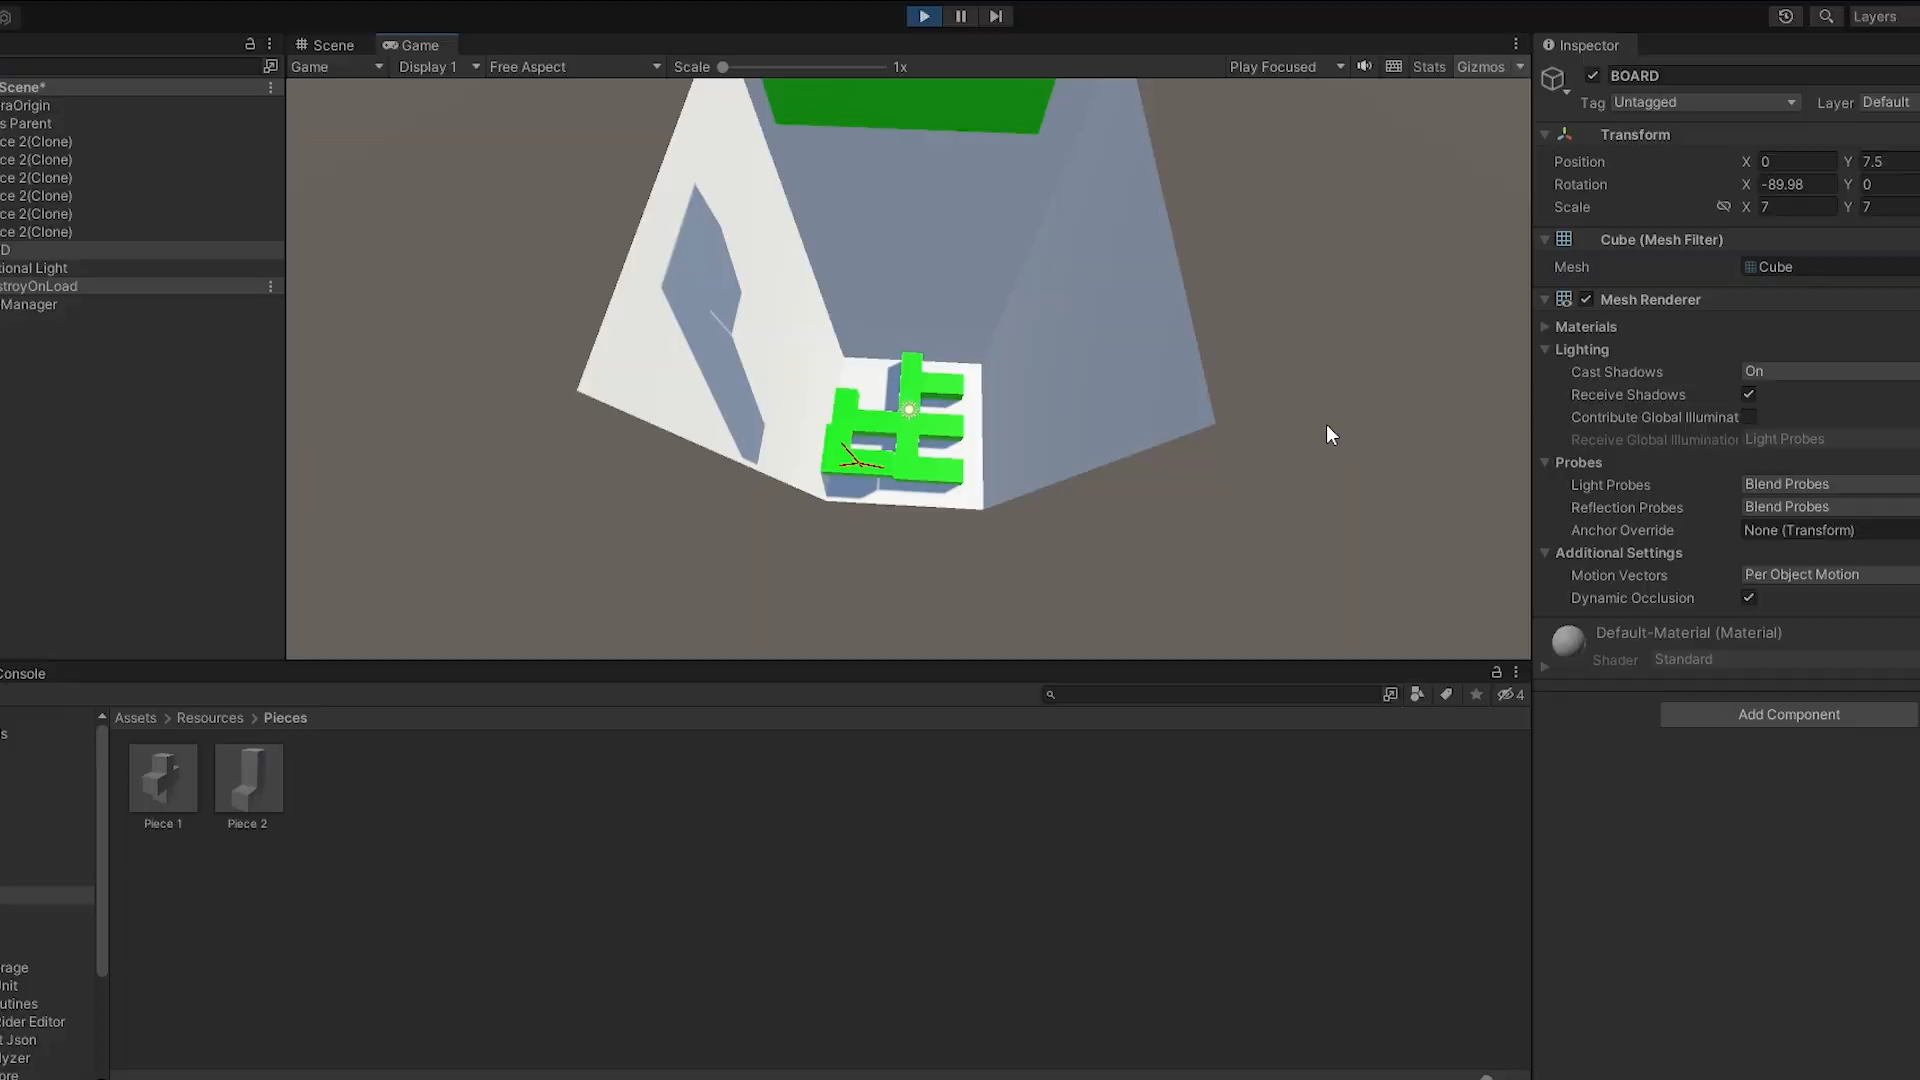 Layers
Scene Game
Game Display 1 Free Aspect Scale 1x Play Focused Stats Gizmos
Scene*
raOrigin
s Parent
ce 2(Clone)
ce 2(Clone)
ce 2(Clone)
ce 2(Clone)
ce 2(Clone)
ce 2(Clone)
D
tional Light
stroyOnLoad
Manager
Inspector
BOARD
Tag Untagged Layer Default
Transform
Position X 0 Y 7.5
Rotation X -89.98 Y 0
Scale X 7 Y 7
Cube (Mesh Filter)
Mesh Cube
Mesh Renderer
Materials
Lighting
Cast Shadows On
Receive Shadows
Contribute Global Illuminat
Receive Global Illumination Light Probes
Probes
Light Probes Blend Probes
Reflection Probes Blend Probes
Anchor Override None (Transform)
Additional Settings
Motion Vectors Per Object Motion
Dynamic Occlusion
Default-Material (Material)
Shader Standard
Add Component
Console
4
Assets > Resources > Pieces
Piece 1 Piece 2
s
rage
Init
utines
Rider Editor
t Json
lyzer
ore